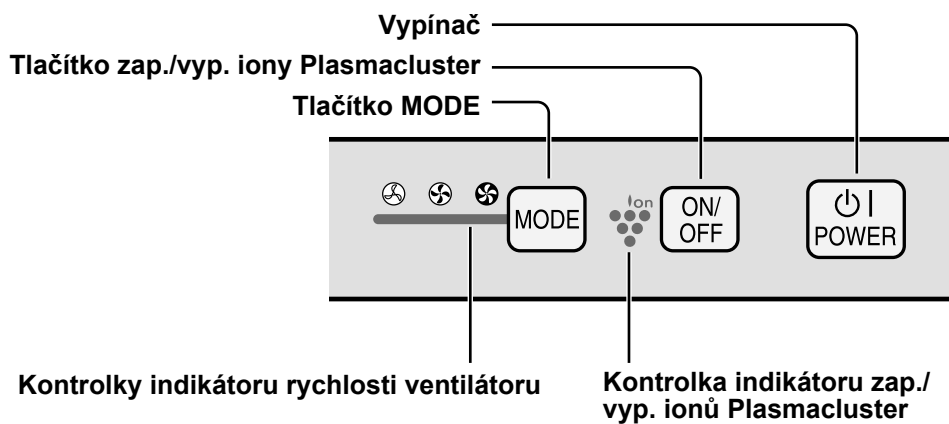 Vypínač
Tlačítko zap./vyp. iony Plasmacluster
Tlačítko MODE
MODE
ion
ON/
OFF
POWER
Kontrolky indikátoru rychlosti ventilátoru
Kontrolka indikátoru zap./
vyp. ionů Plasmacluster